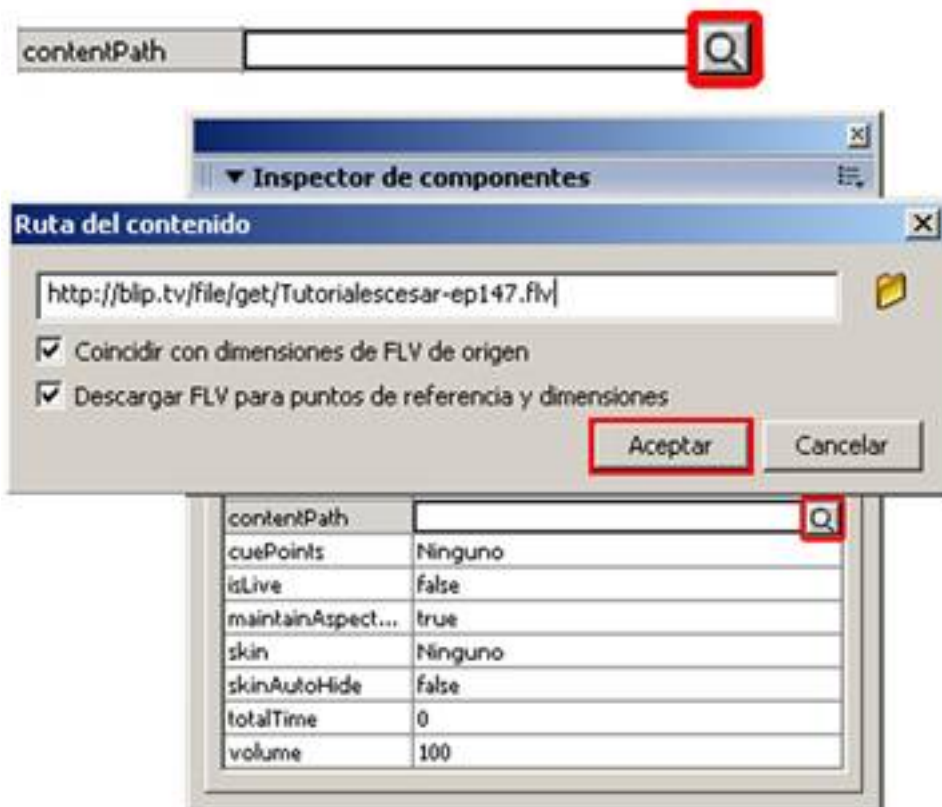 contentPath
Inspector de componentes
Ruta del contenido
http://blip.tv/file/get/Tutorialescesar-ep147.flv
Coincidir con dimensiones de FLV de origen
Descargar FLV para puntos de referencia y dimensiones
Aceptar Cancelar
contentPath
cuePoints Ninguno
isLive false
maintainAspect... true
skin Ninguno
skinAutoHide false
totalTime 0
volume 100